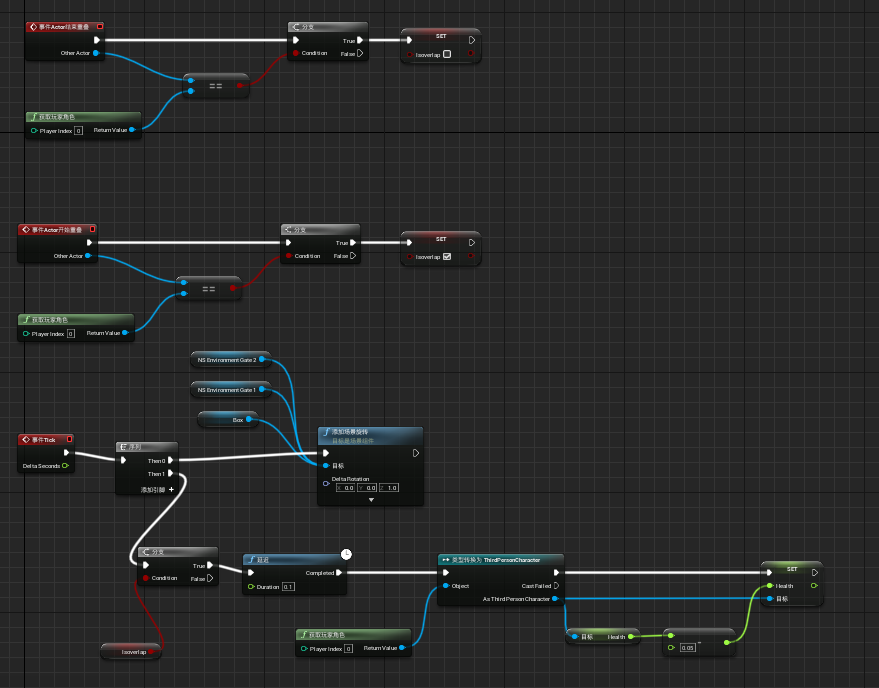 事件Actor结束重叠
Other Actor
分支
True
Condition
False
SET
Isoverlap
==
获取玩家角色
Player Index 0
Return Value
事件Actor开始重叠
Other Actor
分支
True
Condition
False
SET
Isoverlap
==
获取玩家角色
Player Index 0
Return Value
NS Environment Gate 2
NS Environment Gate 1
Box
事件Tick
Delta Seconds
序列
Then 0
Then 1
添加引脚 +
添加场景旋转
目标是场景组件
目标
Delta Rotation
X 0.0 Y 0.0 Z 1.0
分支
True
Condition
False
Isoverlap
延迟
Completed
Duration 0.1
获取玩家角色
Player Index 0
Return Value
类型转换为 ThirdPersonCharacter
Object
Cast Failed
As Third Person Character
目标 Health
0.05
SET
Health
目标